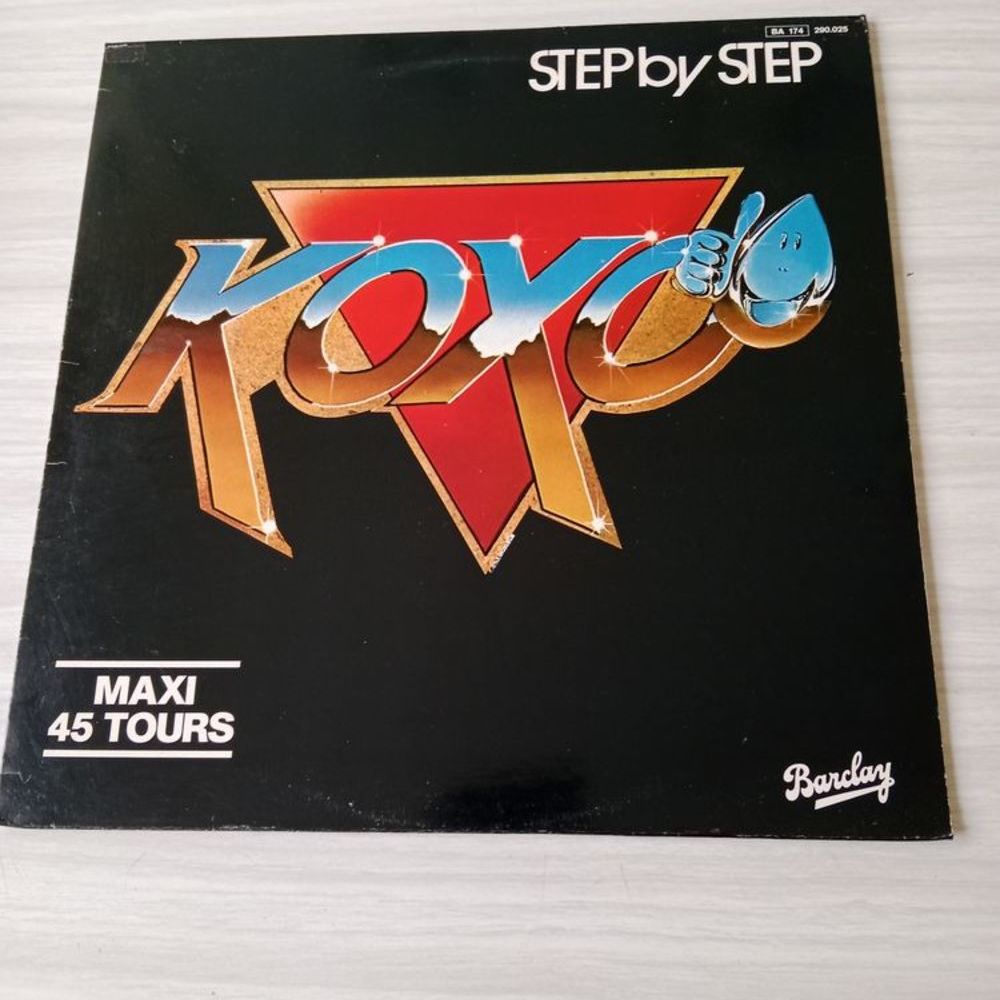 BA 174 290.025
STEP by STEP
KOXO
MAXI
45 TOURS
Barclay